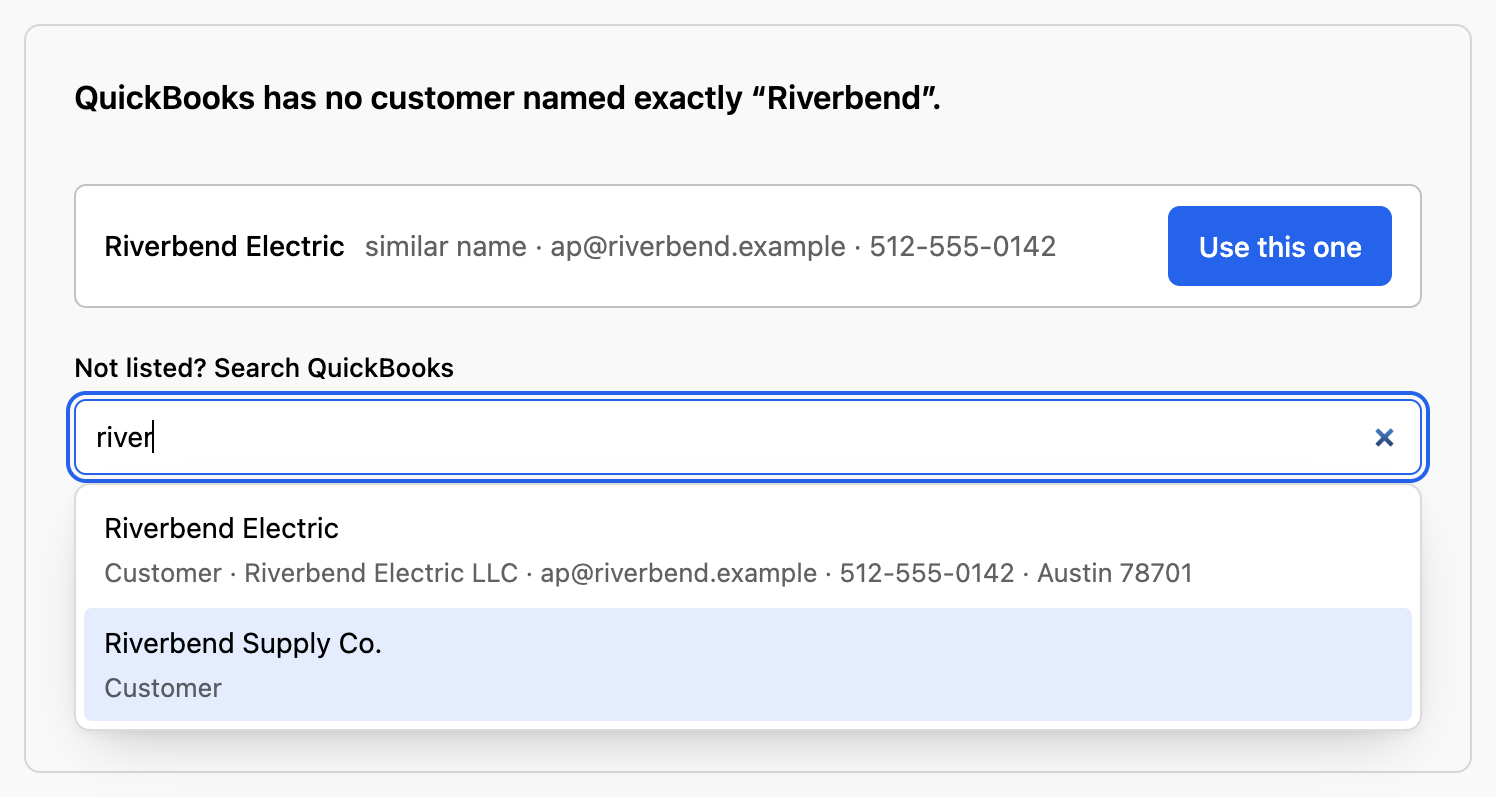 QuickBooks has no customer named exactly “Riverbend”.
Riverbend Electric similar name · ap@riverbend.example · 512-555-0142 Use this one
Not listed? Search QuickBooks
river
Riverbend Electric
Customer · Riverbend Electric LLC · ap@riverbend.example · 512-555-0142 · Austin 78701
Riverbend Supply Co.
Customer